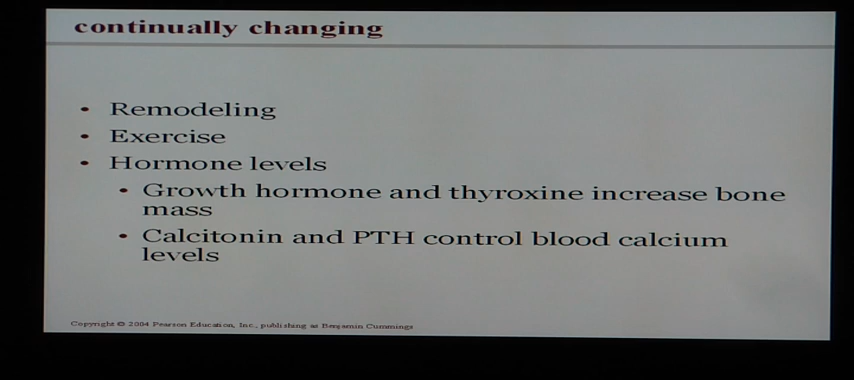 continually changing
• Remodeling
• Exercise
• Hormone levels
• Growth hormone and thyroxine increase bone
mass
• Calcitonin and PTH control blood calcium
levels
Copyright © 2004 Pearson Education, Inc., publishing as Benjamin Cummings